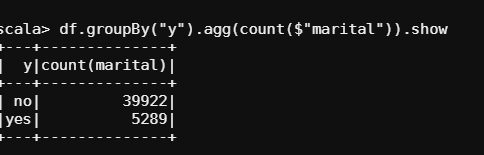 scala> df.groupBy("y").agg(count($"marital")).show
+---+--------------+
|  y|count(marital)|
+---+--------------+
| no|         39922|
|yes|          5289|
+---+--------------+